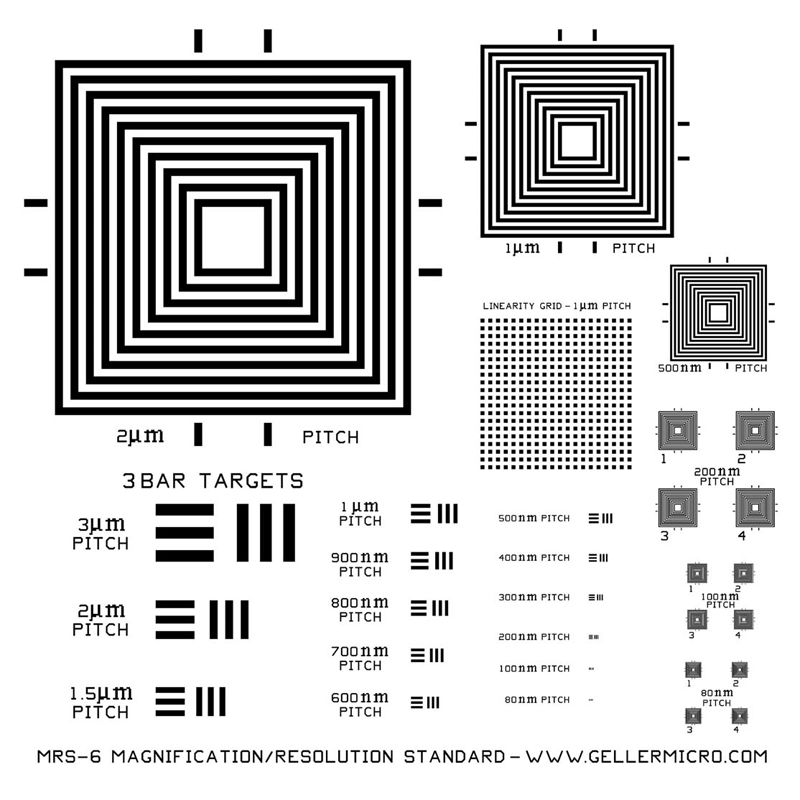 1µm PITCH
LINEARITY GRID - 1µm PITCH
500nm PITCH
2µm PITCH
1 2
200nm
PITCH
3 4
3 BAR TARGETS
3µm
PITCH
2µm
PITCH
1.5µm
PITCH
1µm
PITCH
900nm
PITCH
800nm
PITCH
700nm
PITCH
600nm
PITCH
500nm PITCH
400nm PITCH
300nm PITCH
200nm PITCH
100nm PITCH
80nm PITCH
1 2
100nm
PITCH
3 4
1 2
80nm
PITCH
3 4
MRS-6 MAGNIFICATION/RESOLUTION STANDARD - WWW.GELLERMICRO.COM